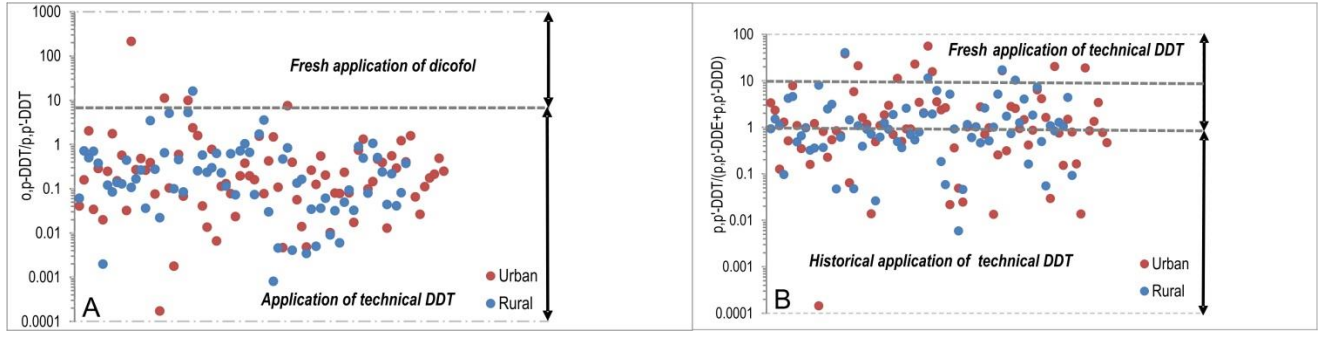 1000
100
10
1
0.1
0.01
0.001
0.0001
o,p-DDT/p,p'-DDT
Fresh application of dicofol
Application of technical DDT
Urban
Rural
A
100
10
1
0.1
0.01
0.001
0.0001
p,p'-DDT/(p,p'-DDE+p,p'-DDD)
Fresh application of technical DDT
Historical application of technical DDT
Urban
Rural
B